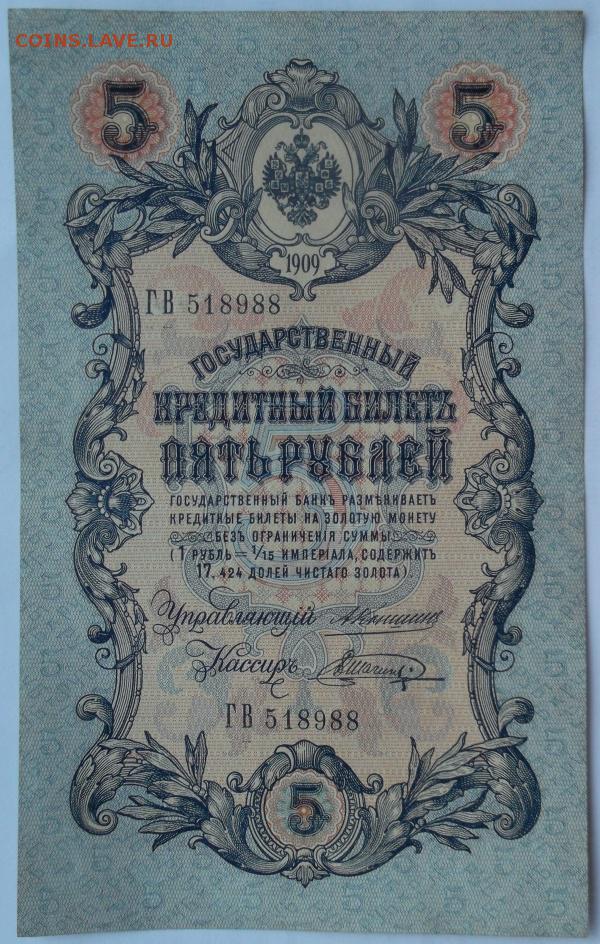 COINS.LAVE.RU
5 5
1909
ГВ 518988
ГОСУДАРСТВЕННЫЙ
КРЕДИТНЫЙ БИЛЕТЪ
ПЯТЬ РУБЛЕЙ
ГОСУДАРСТВЕННЫЙ БАНКЪ РАЗМѢНИВАЕТЪ
КРЕДИТНЫЕ БИЛЕТЫ НА ЗОЛОТУЮ МОНЕТУ
БЕЗЪ ОГРАНИЧЕНІЯ СУММЫ
(1 РУБЛЬ = 1/15 ИМПЕРІАЛА, СОДЕРЖИТЪ
17,424 ДОЛЕЙ ЧИСТАГО ЗОЛОТА).
Управляющій
Кассиръ
ГВ 518988
5